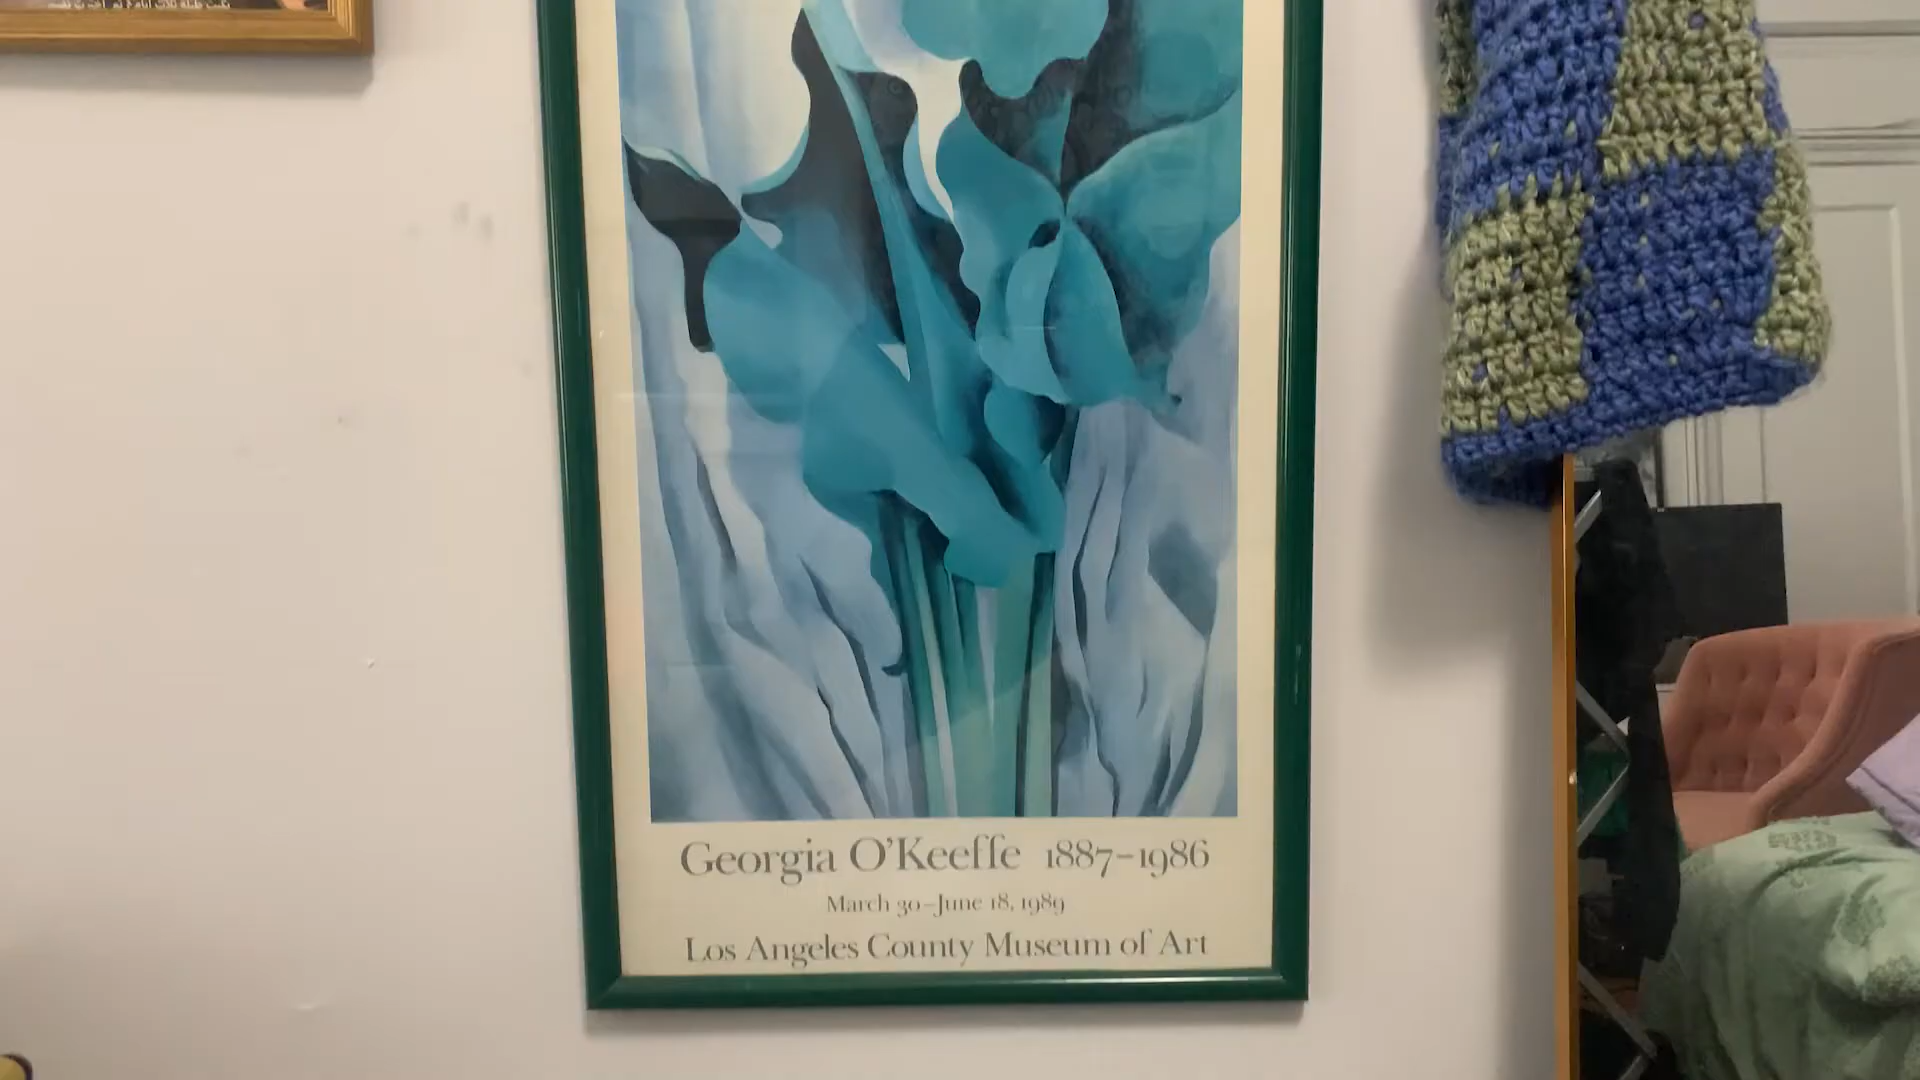 Georgia O'Keeffe 1887–1986
March 30–June 18, 1989
Los Angeles County Museum of Art